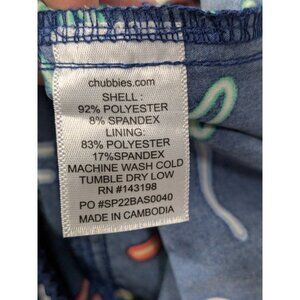 chubbies.com
SHELL :
92% POLYESTER
8% SPANDEX
LINING:
83% POLYESTER
17%SPANDEX
MACHINE WASH COLD
TUMBLE DRY LOW
RN #143198
PO #SP22BAS0040
MADE IN CAMBODIA